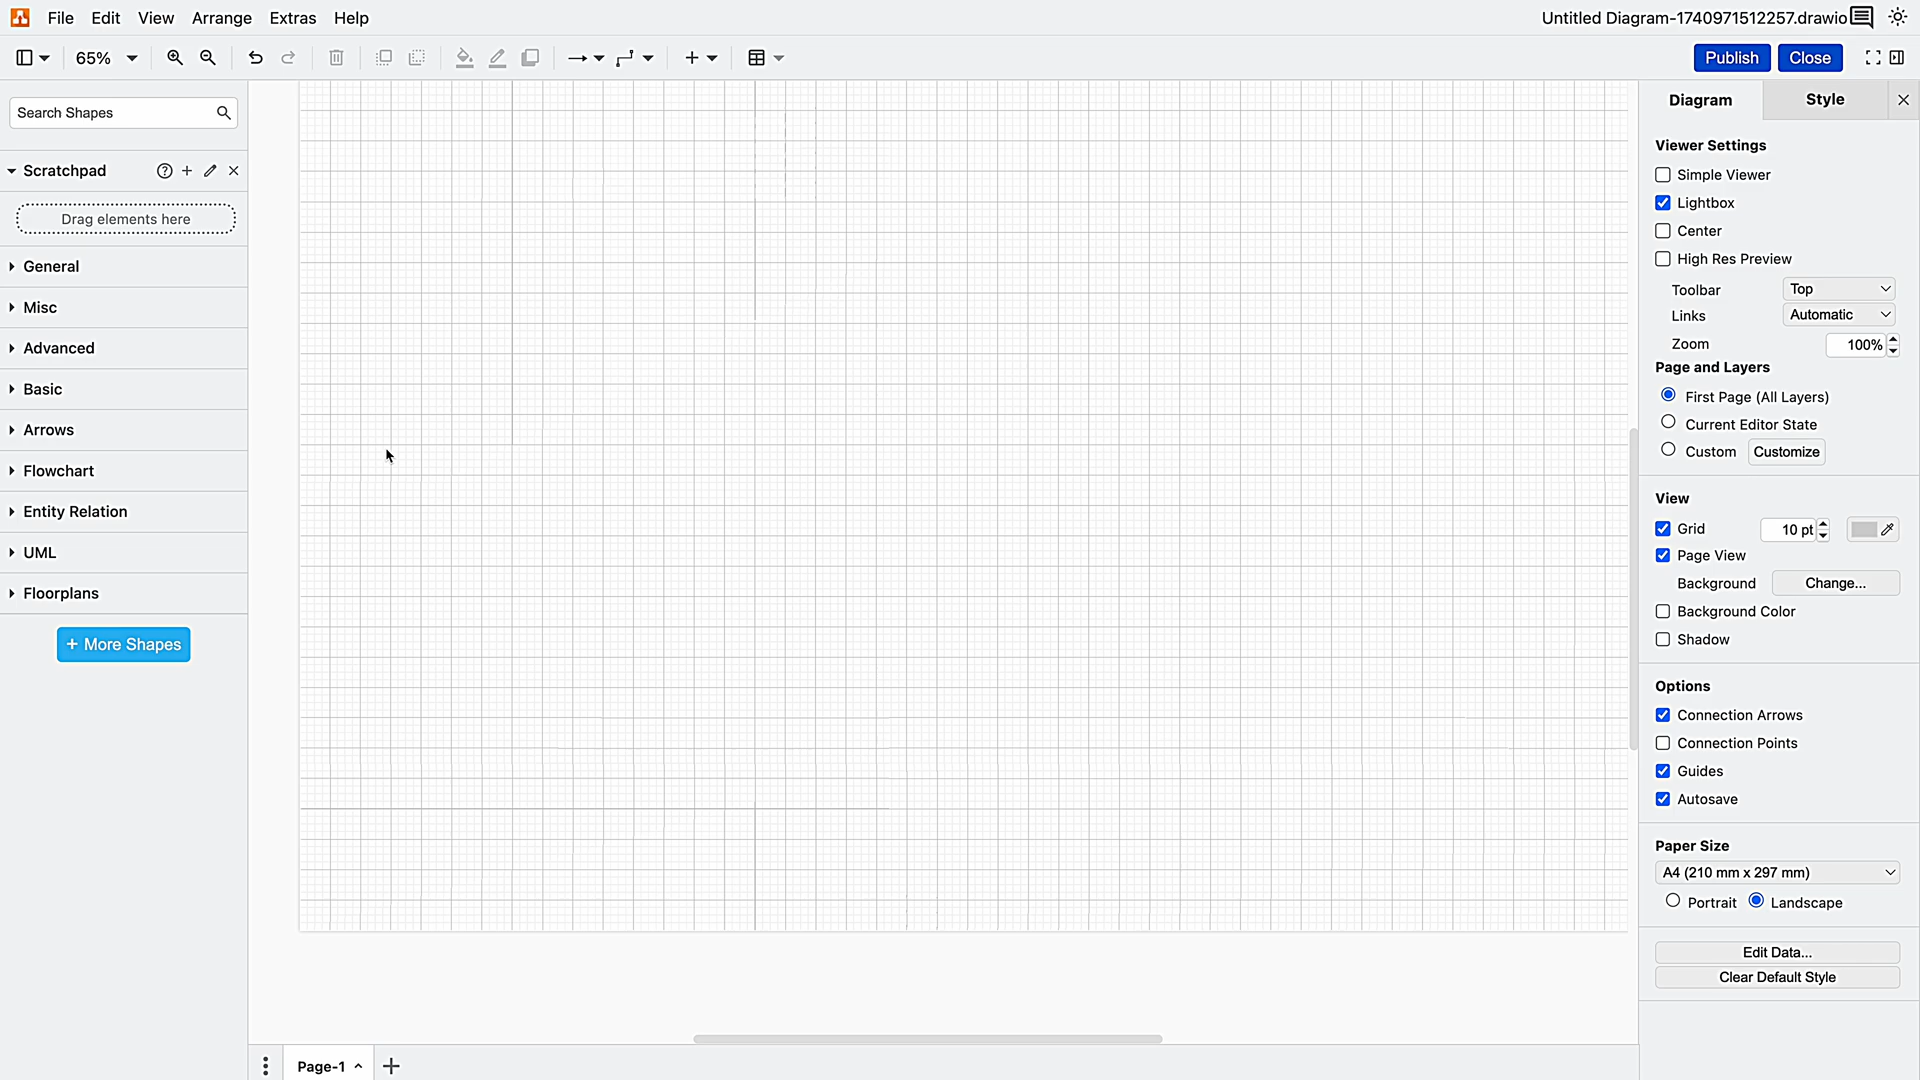 File Edit View Arrange Extras Help
Untitled Diagram-1740971512257.drawio
65%
Publish Close
Search Shapes
Scratchpad
Drag elements here
General
Misc
Advanced
Basic
Arrows
Flowchart
Entity Relation
UML
Floorplans
+ More Shapes
Page-1
Diagram Style
Viewer Settings
Simple Viewer
Lightbox
Center
High Res Preview
Toolbar Top
Links Automatic
Zoom 100%
Page and Layers
First Page (All Layers)
Current Editor State
Custom Customize
View
Grid 10 pt
Page View
Background Change...
Background Color
Shadow
Options
Connection Arrows
Connection Points
Guides
Autosave
Paper Size
A4 (210 mm x 297 mm)
Portrait Landscape
Edit Data...
Clear Default Style